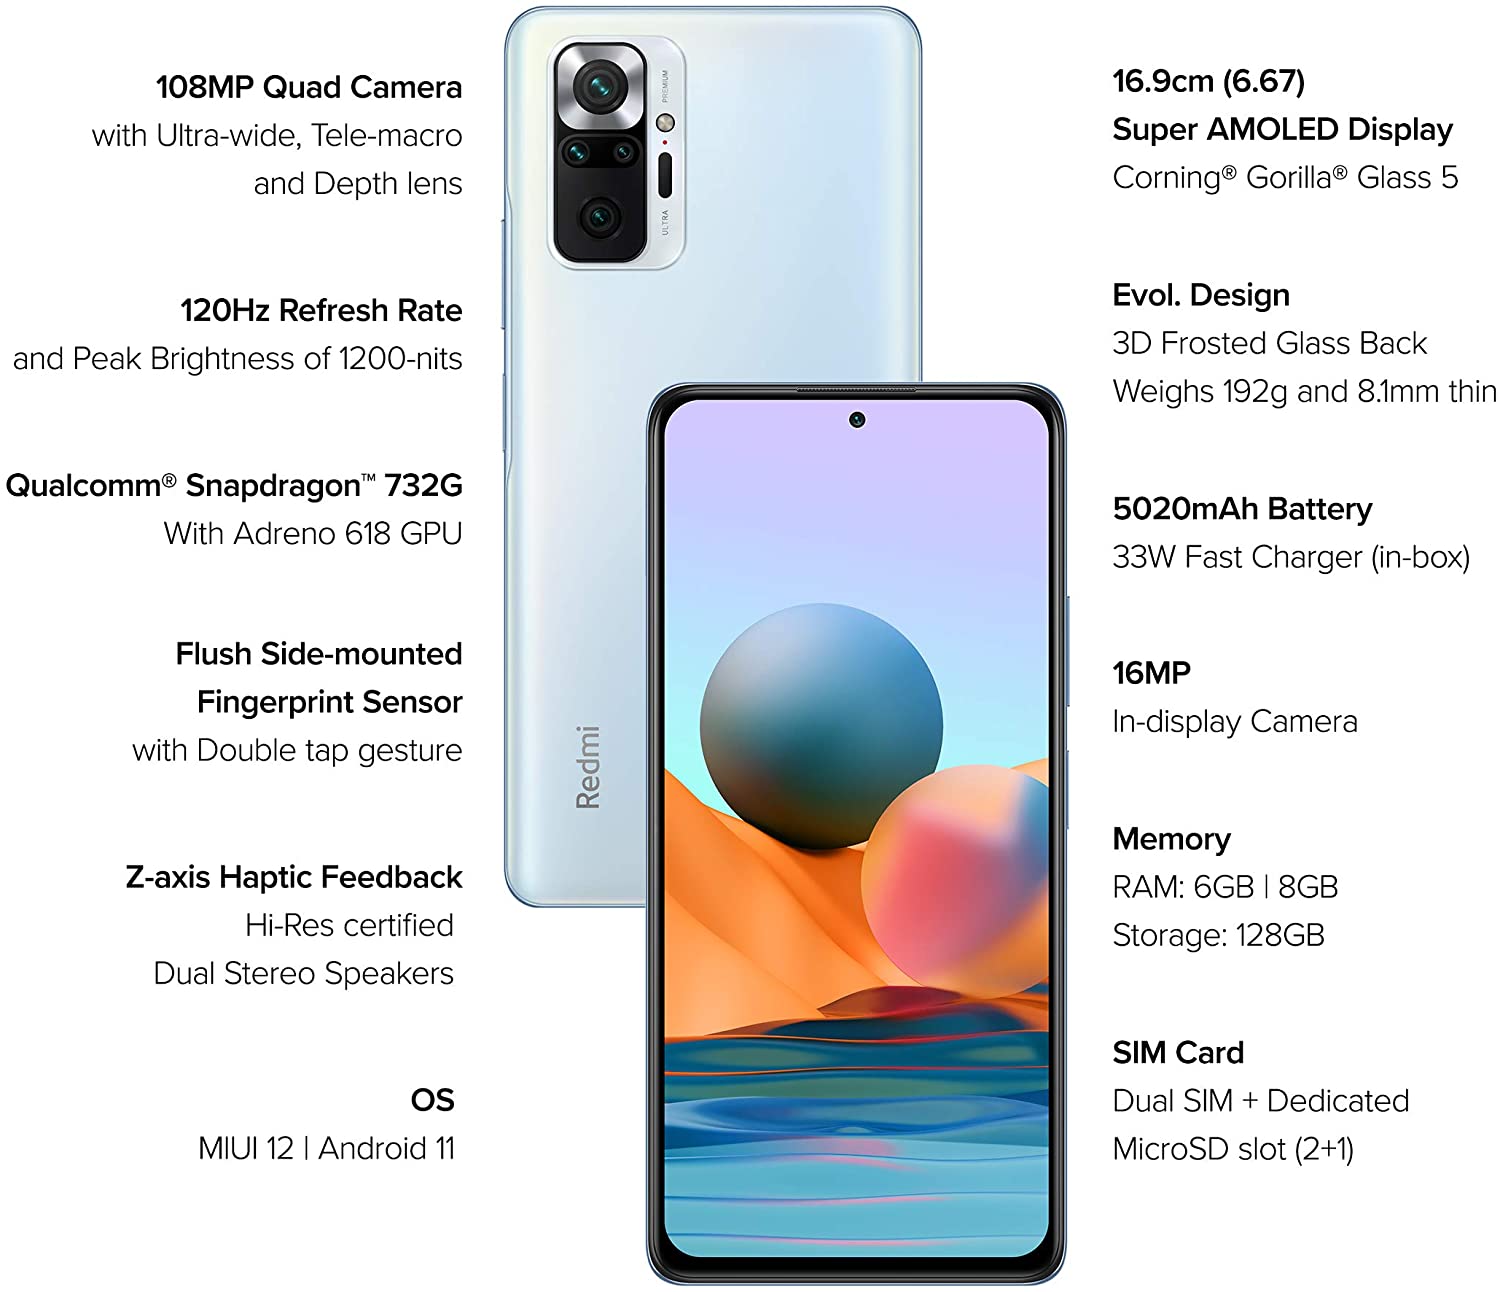 108MP Quad Camera
with Ultra-wide, Tele-macro
and Depth lens
120Hz Refresh Rate
and Peak Brightness of 1200-nits
Qualcomm® Snapdragon™ 732G
With Adreno 618 GPU
Flush Side-mounted
Fingerprint Sensor
with Double tap gesture
Z-axis Haptic Feedback
Hi-Res certified
Dual Stereo Speakers
OS
MIUI 12 | Android 11
PREMIUM
ULTRA
Redmi
16.9cm (6.67)
Super AMOLED Display
Corning® Gorilla® Glass 5
Evol. Design
3D Frosted Glass Back
Weighs 192g and 8.1mm thin
5020mAh Battery
33W Fast Charger (in-box)
16MP
In-display Camera
Memory
RAM: 6GB | 8GB
Storage: 128GB
SIM Card
Dual SIM + Dedicated
MicroSD slot (2+1)